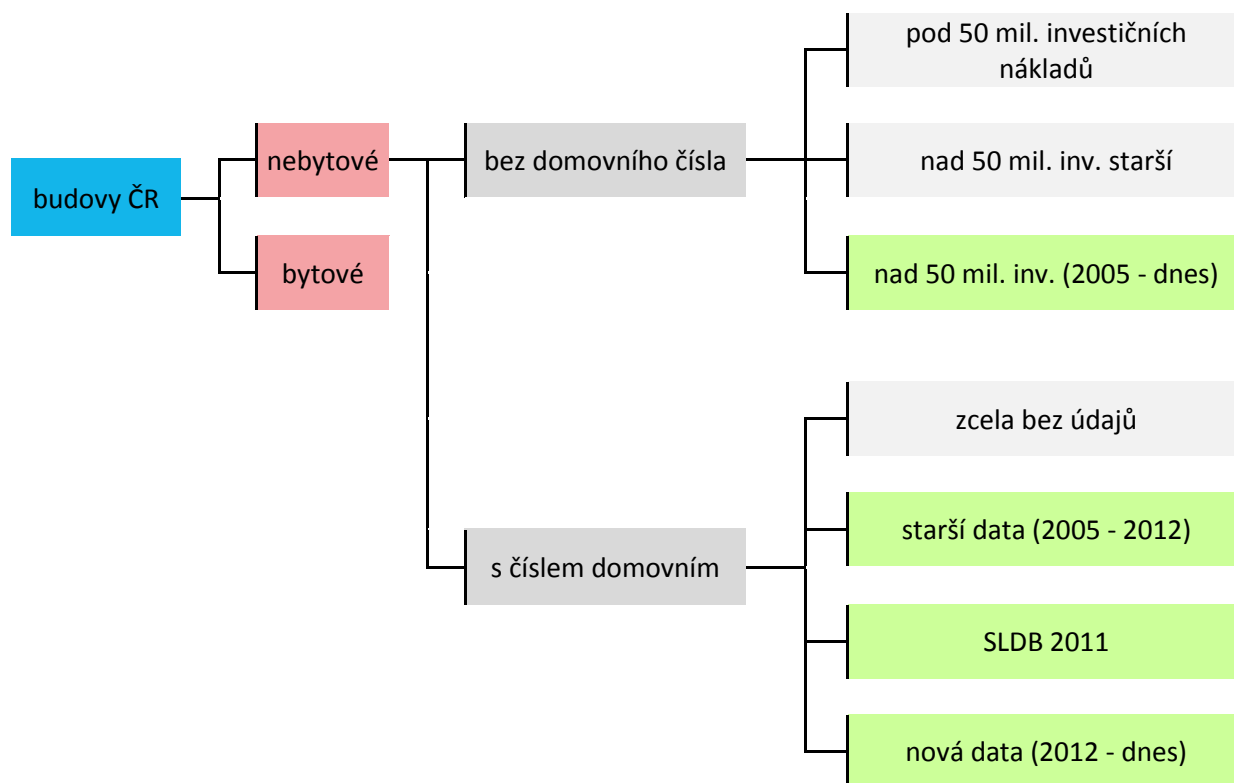 budovy ČR
nebytové
bytové
bez domovního čísla
s číslem domovním
pod 50 mil. investičních
nákladů
nad 50 mil. inv. starší
nad 50 mil. inv. (2005 - dnes)
zcela bez údajů
starší data (2005 - 2012)
SLDB 2011
nová data (2012 - dnes)